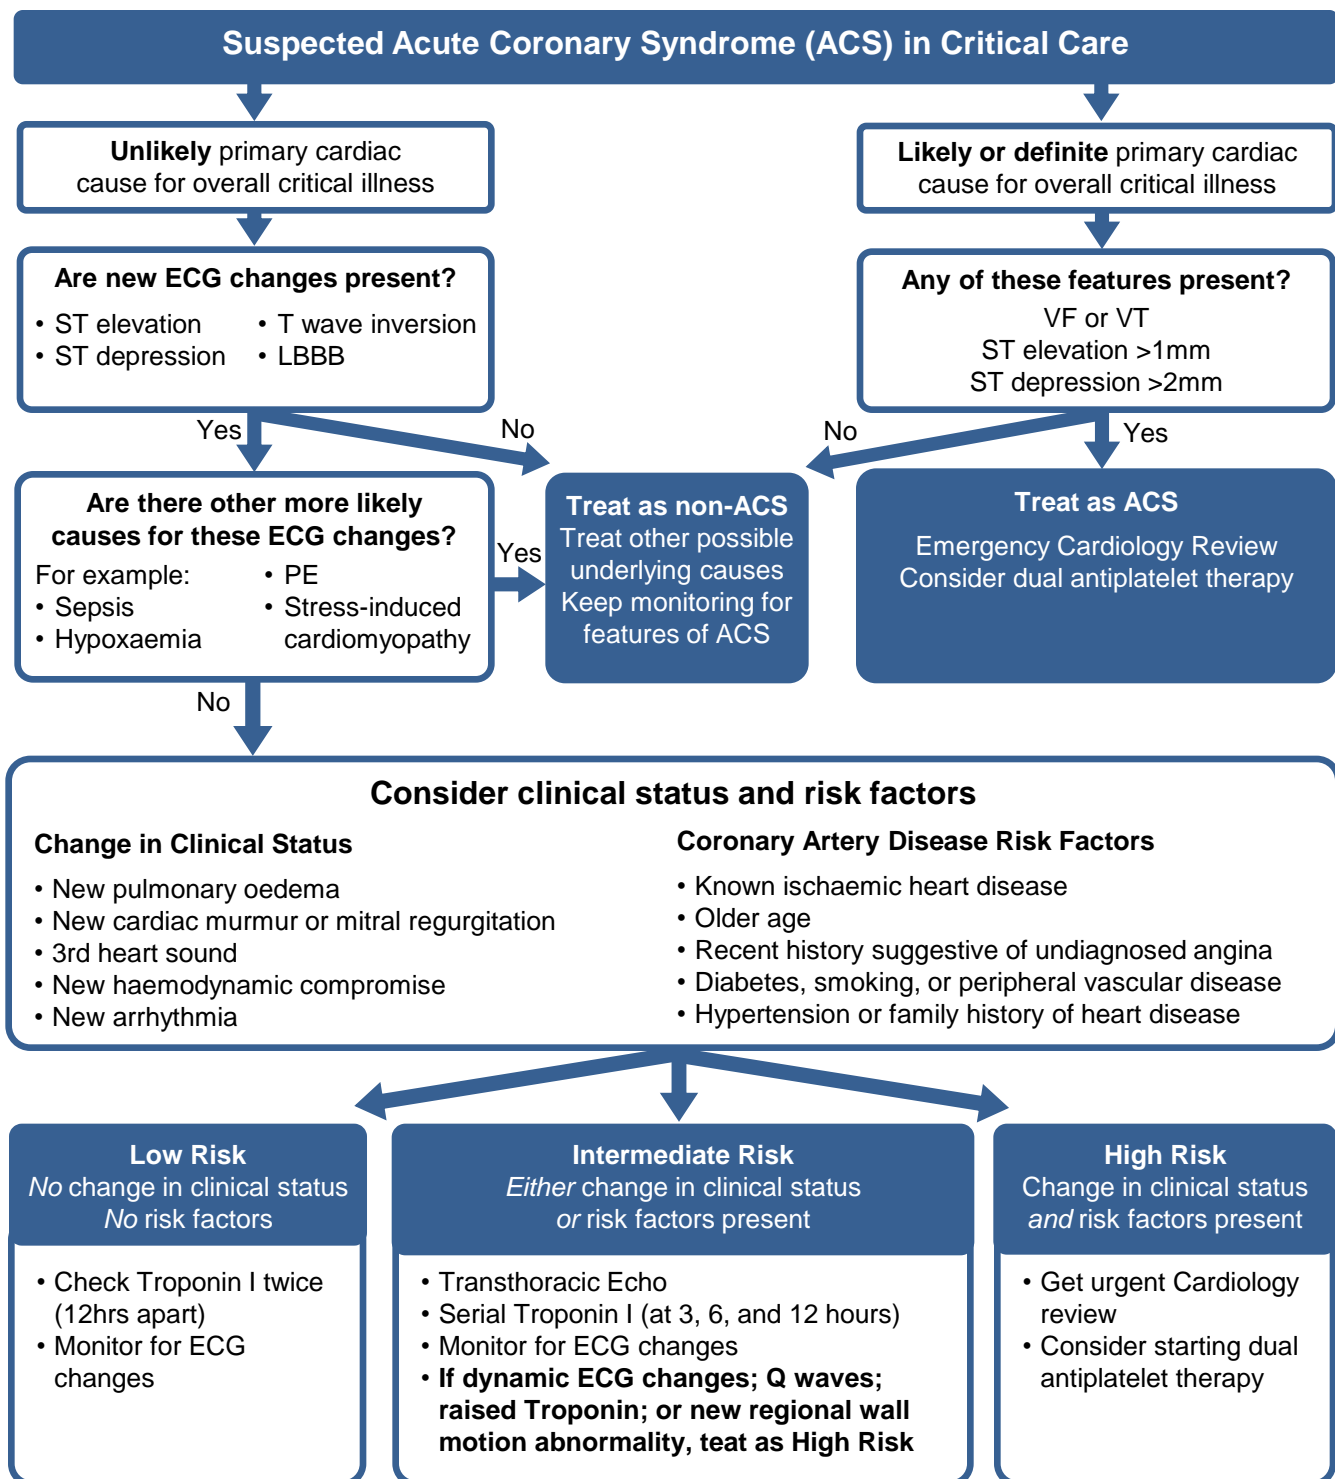 Suspected Acute Coronary Syndrome (ACS) in Critical Care
Unlikely primary cardiac
cause for overall critical illness
Likely or definite primary cardiac
cause for overall critical illness
Are new ECG changes present?
• ST elevation
• ST depression
• T wave inversion
• LBBB
Any of these features present?
VF or VT
ST elevation >1mm
ST depression >2mm
Yes
No
No
Yes
Are there other more likely
causes for these ECG changes?
For example:
• Sepsis
• Hypoxaemia
• PE
• Stress-induced
cardiomyopathy
Yes
Treat as non-ACS
Treat other possible
underlying causes
Keep monitoring for
features of ACS
Treat as ACS
Emergency Cardiology Review
Consider dual antiplatelet therapy
No
Consider clinical status and risk factors
Change in Clinical Status
• New pulmonary oedema
• New cardiac murmur or mitral regurgitation
• 3rd heart sound
• New haemodynamic compromise
• New arrhythmia
Coronary Artery Disease Risk Factors
• Known ischaemic heart disease
• Older age
• Recent history suggestive of undiagnosed angina
• Diabetes, smoking, or peripheral vascular disease
• Hypertension or family history of heart disease
Low Risk
No change in clinical status
No risk factors
• Check Troponin I twice
(12hrs apart)
• Monitor for ECG
changes
Intermediate Risk
Either change in clinical status
or risk factors present
• Transthoracic Echo
• Serial Troponin I (at 3, 6, and 12 hours)
• Monitor for ECG changes
• If dynamic ECG changes; Q waves;
raised Troponin; or new regional wall
motion abnormality, teat as High Risk
High Risk
Change in clinical status
and risk factors present
• Get urgent Cardiology
review
• Consider starting dual
antiplatelet therapy